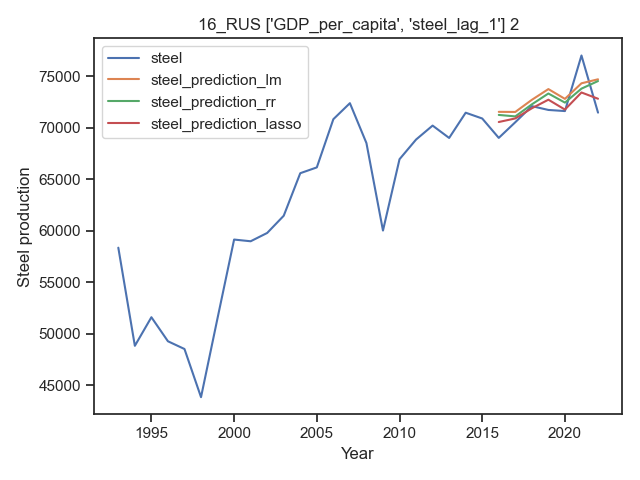 16_RUS ['GDP_per_capita', 'steel_lag_1'] 2
steel
steel_prediction_lm
steel_prediction_rr
steel_prediction_lasso
Steel production
75000
70000
65000
60000
55000
50000
45000
1995
2000
2005
2010
2015
2020
Year